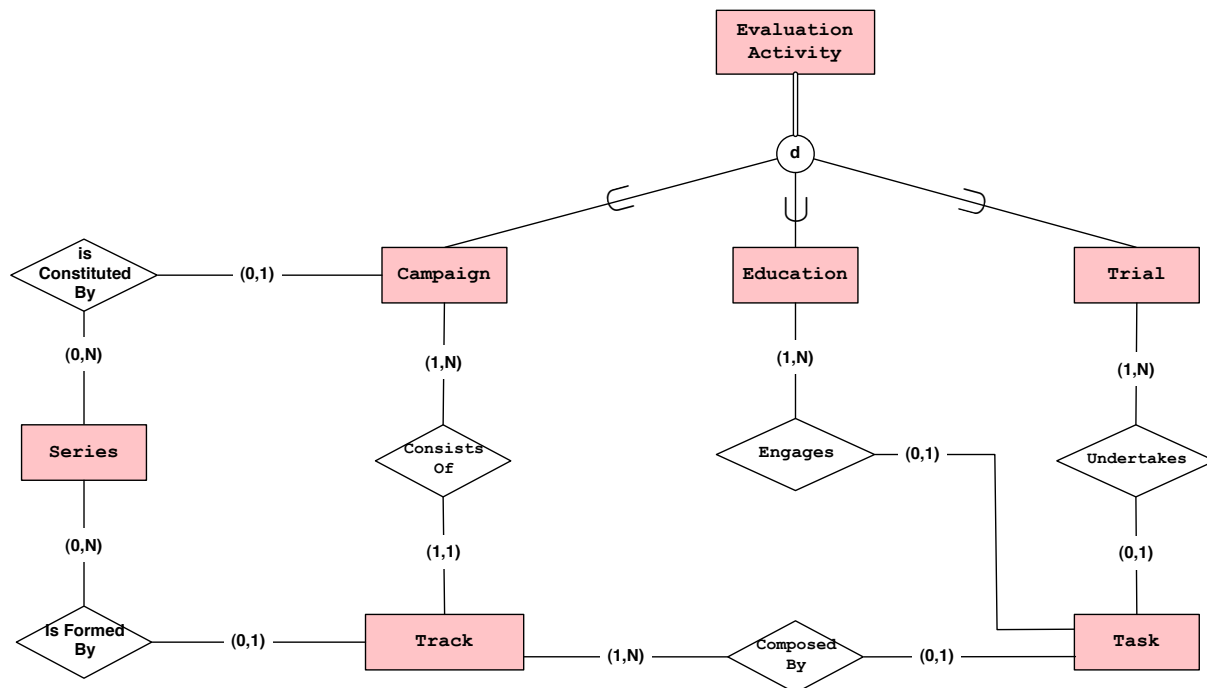 Evaluation
Activity
d
is
Constituted
By
(0,1)
Campaign
Education
Trial
(0,N)
(1,N)
(1,N)
(1,N)
Series
Consists
Of
Engages
(0,1)
Undertakes
(0,N)
(1,1)
(0,1)
is Formed
By
(0,1)
Track
(1,N)
Composed
By
(0,1)
Task